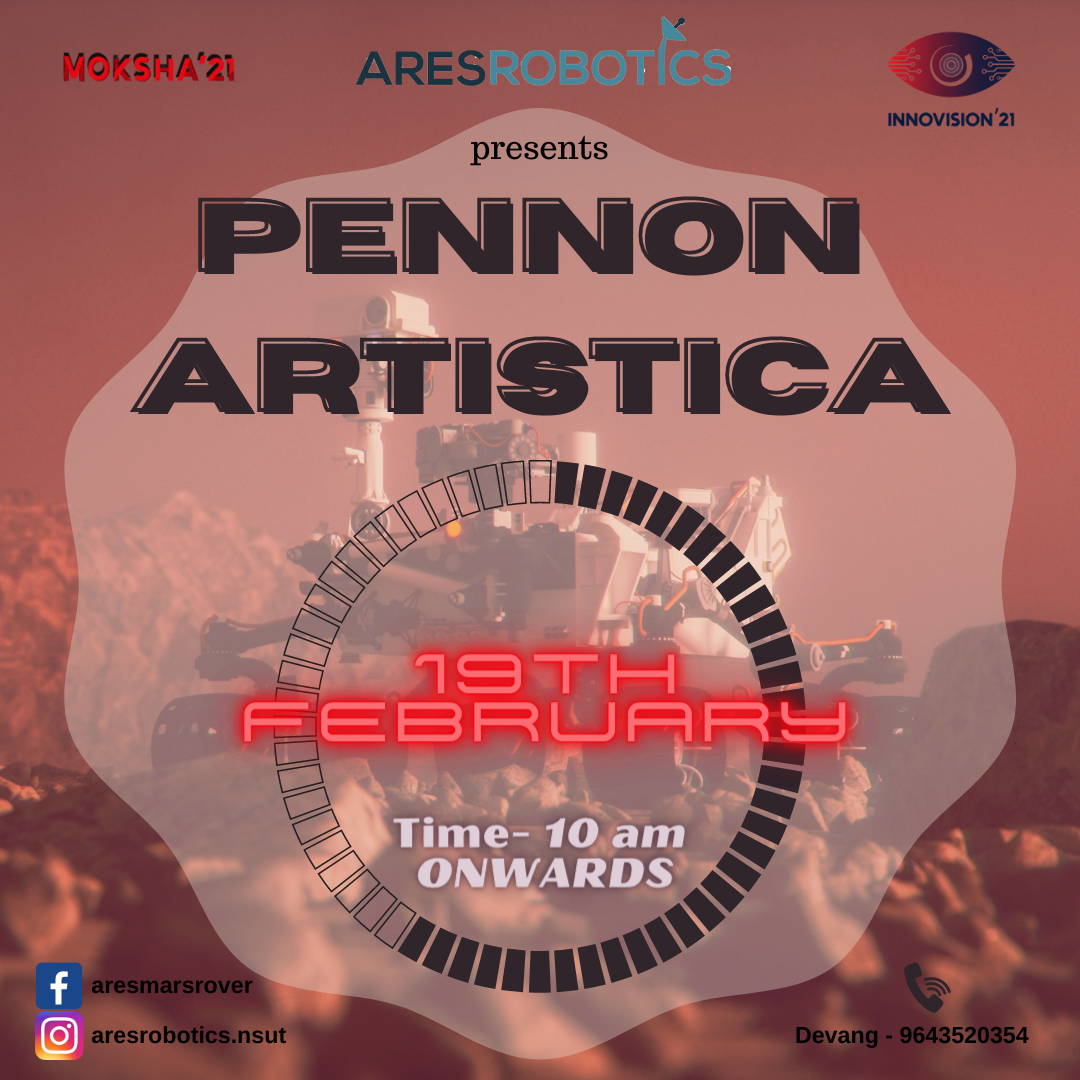 MOKSHA'21
ARESROBOTICS
INNOVISION'21
presents
PENNON
ARTISTICA
19TH
FEBRUARY
Time- 10 am
ONWARDS
aresmarsrover
aresrobotics.nsut
Devang - 9643520354